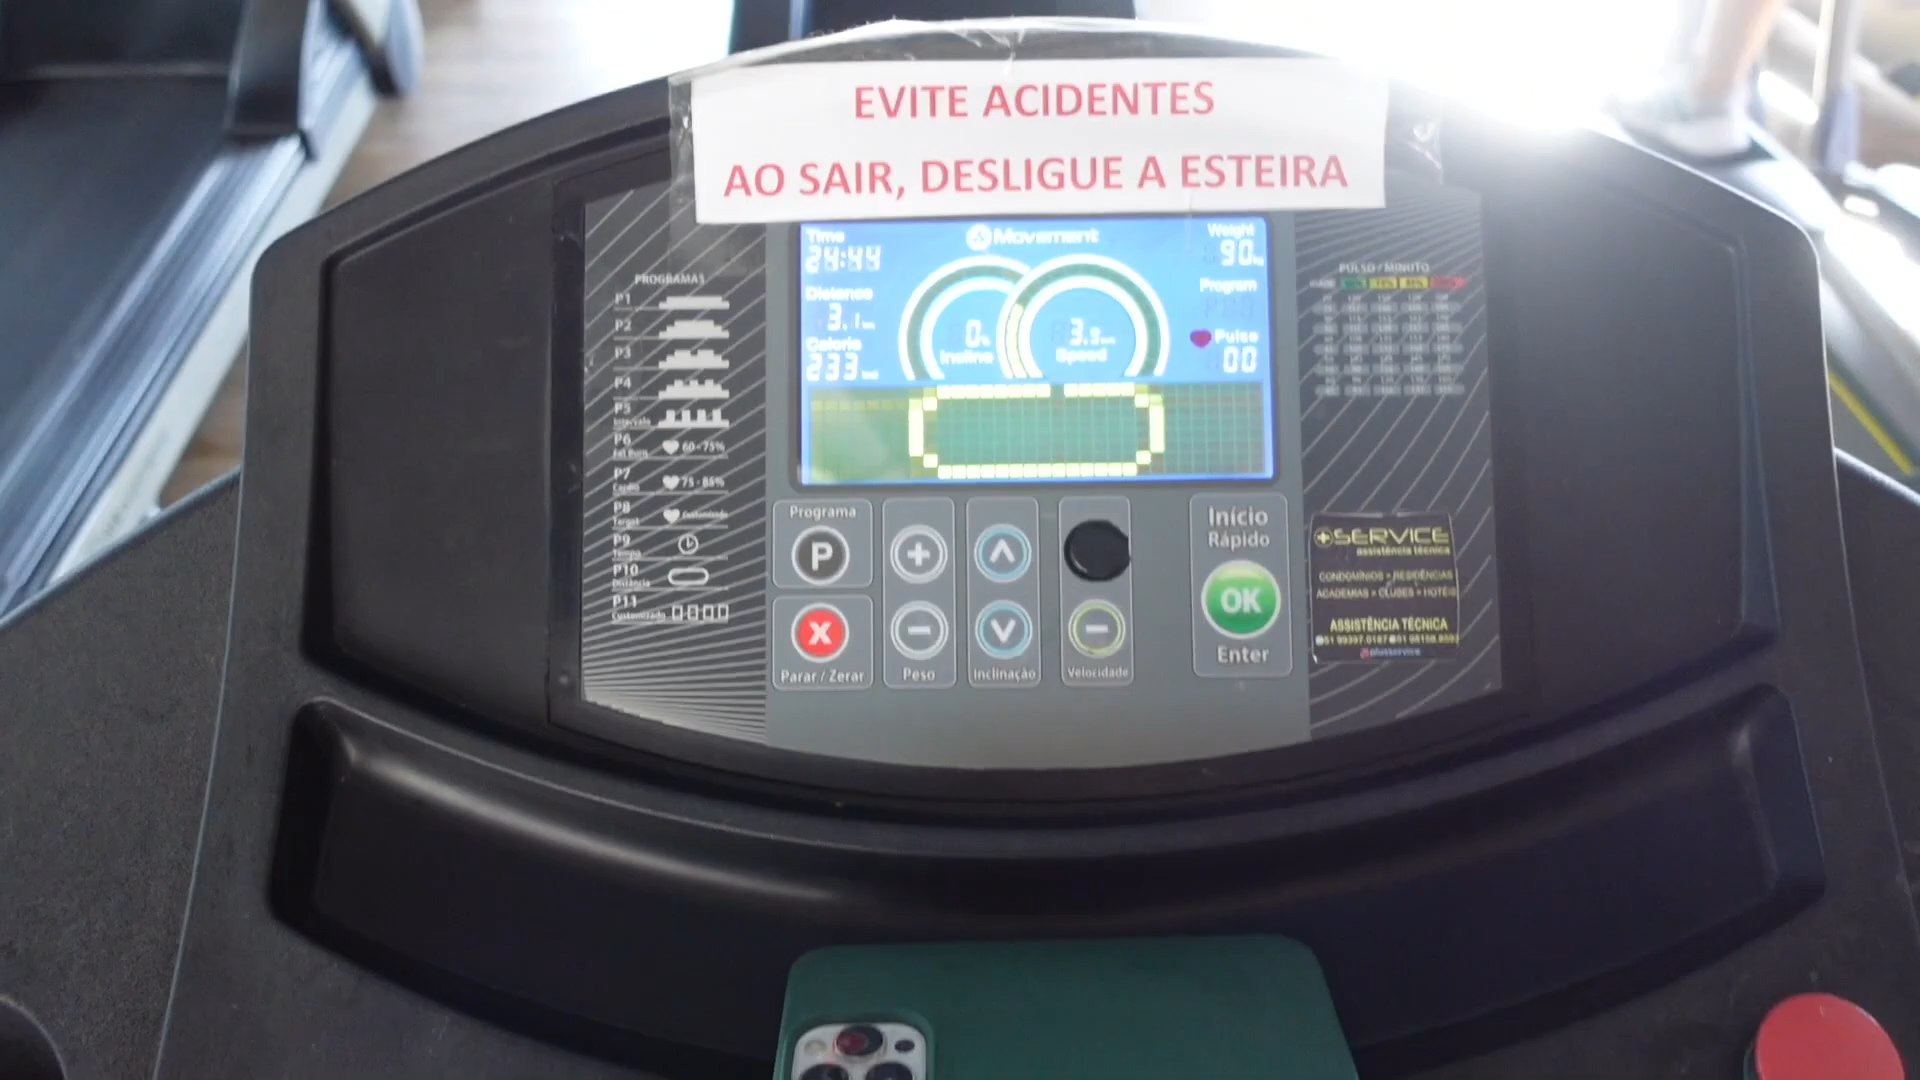 EVITE ACIDENTES
AO SAIR, DESLIGUE A ESTEIRA
Time
24:44
Movement
Weight
90
Distance
3.1
Program
Calorie
233
0%
Incline
3.9
Speed
Pulse
00
PROGRAMAS
P1
P2
P3
P4
P5
Intervalo
P6
Fat Burn
60-75%
P7
Cardio
75-85%
P8
Target
Customizado
P9
Tempo
P10
Distância
P11
Customizado
PULSO / MINUTO
Programa
P
X
Parar / Zerar
+
-
Peso
Inclinação
-
Velocidade
Início
Rápido
OK
Enter
+SERVICE
assistência técnica
CONDOMÍNIOS • RESIDÊNCIAS
ACADEMIAS • CLUBES • HOTÉIS
ASSISTÊNCIA TÉCNICA
@plusservice